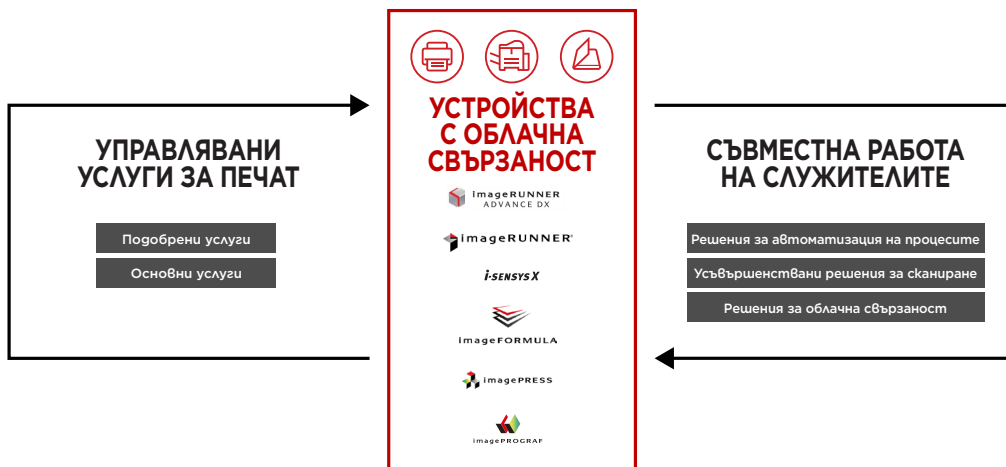 УПРАВЛЯВАНИ
УСЛУГИ ЗА ПЕЧАТ
Подобрени услуги
Основни услуги
УСТРОЙСТВА
С ОБЛАЧНА
СВЪРЗАНОСТ
imageRUNNER
ADVANCE DX
imageRUNNER®
i-SENSYS X
imageFORMULA
imagePRESS
imagePROGRAF
СЪВМЕСТНА РАБОТА
НА СЛУЖИТЕЛИТЕ
Решения за автоматизация на процесите
Усъвършенствани решения за сканиране
Решения за облачна свързаност